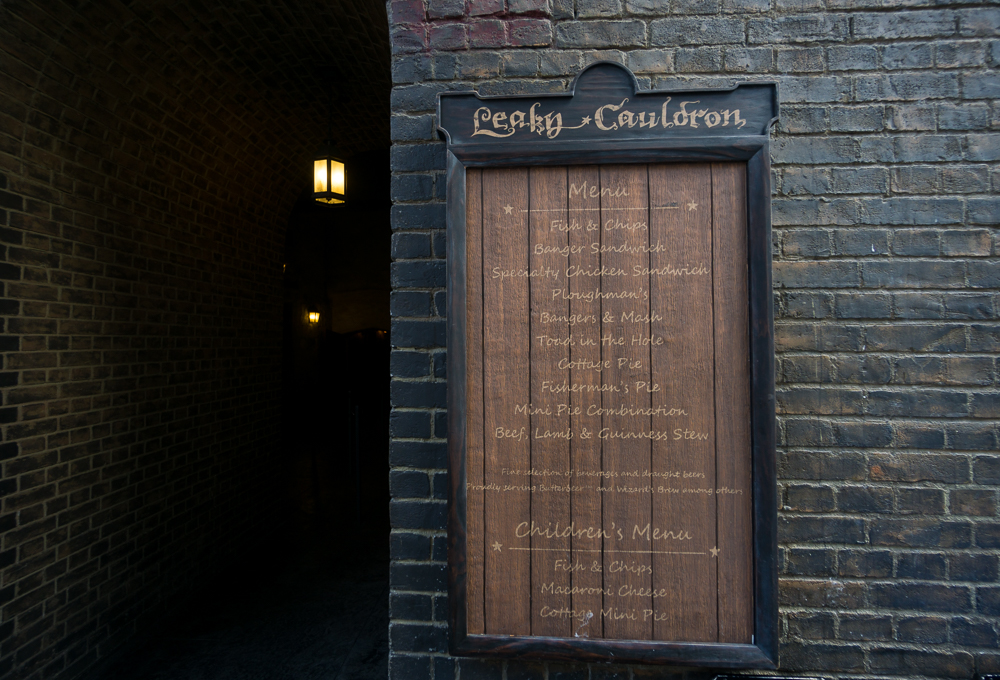 Leaky Cauldron
Menu
Fish & Chips
Banger Sandwich
Specialty Chicken Sandwich
Ploughman's
Bangers & Mash
Toad in the Hole
Cottage Pie
Fisherman's Pie
Mini Pie Combination
Beef, Lamb & Guinness Stew
Fine selection of beverages and draught beers
Proudly serving Butterbeer™ and Wizard's Brew among others
Children's Menu
Fish & Chips
Macaroni Cheese
Cottage Mini Pie